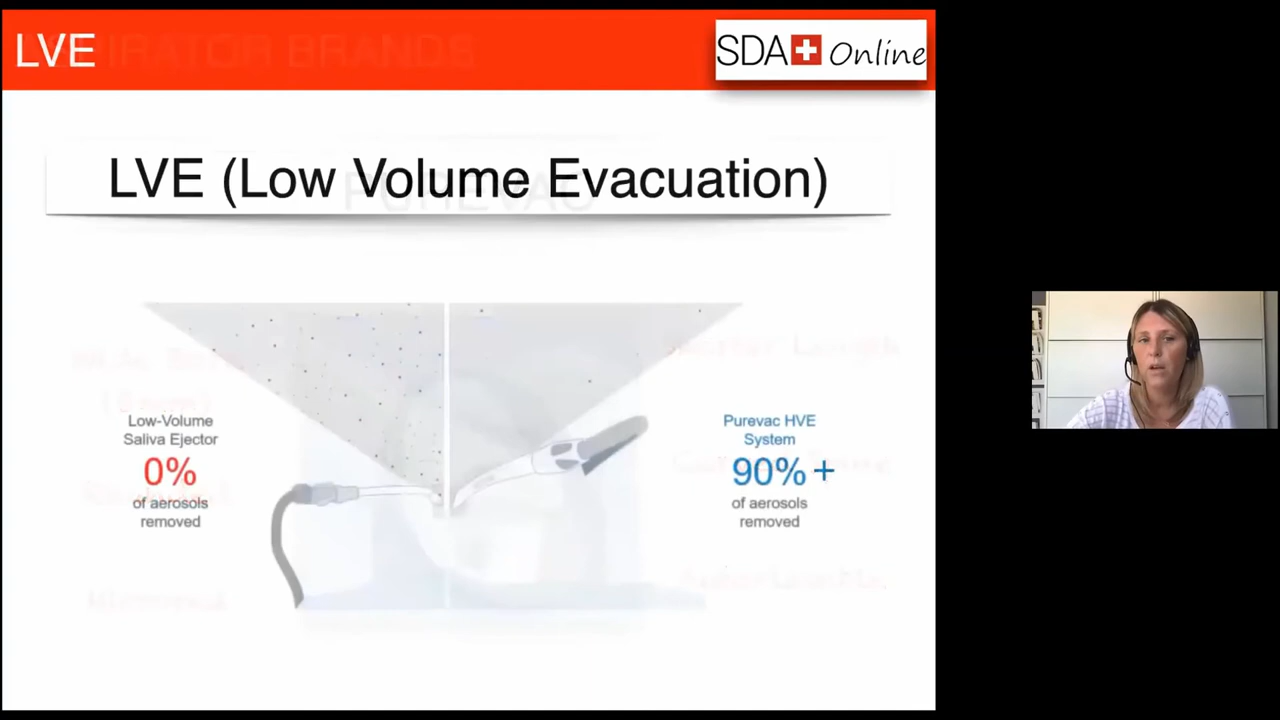 LVE
SDA Online
LVE (Low Volume Evacuation)
PUREVAC
Low-Volume
Saliva Ejector
0%
of aerosols
removed
Purevac HVE
System
90% +
of aerosols
removed